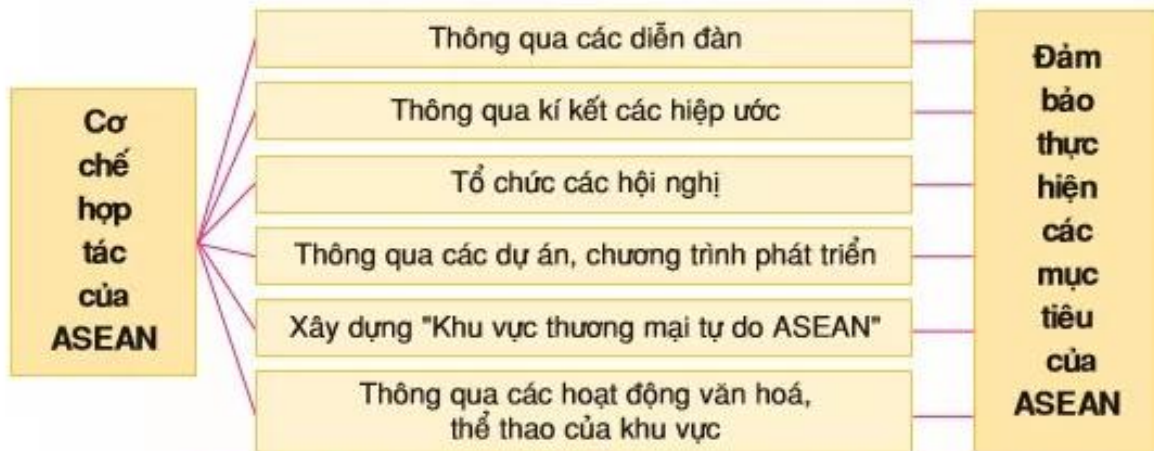 Cơ
chế
hợp
tác
của
ASEAN
Thông qua các diễn đàn
Thông qua kí kết các hiệp ước
Tổ chức các hội nghị
Thông qua các dự án, chương trình phát triển
Xây dựng "Khu vực thương mại tự do ASEAN"
Thông qua các hoạt động văn hoá,
thể thao của khu vực
Đảm
bảo
thực
hiện
các
mục
tiêu
của
ASEAN